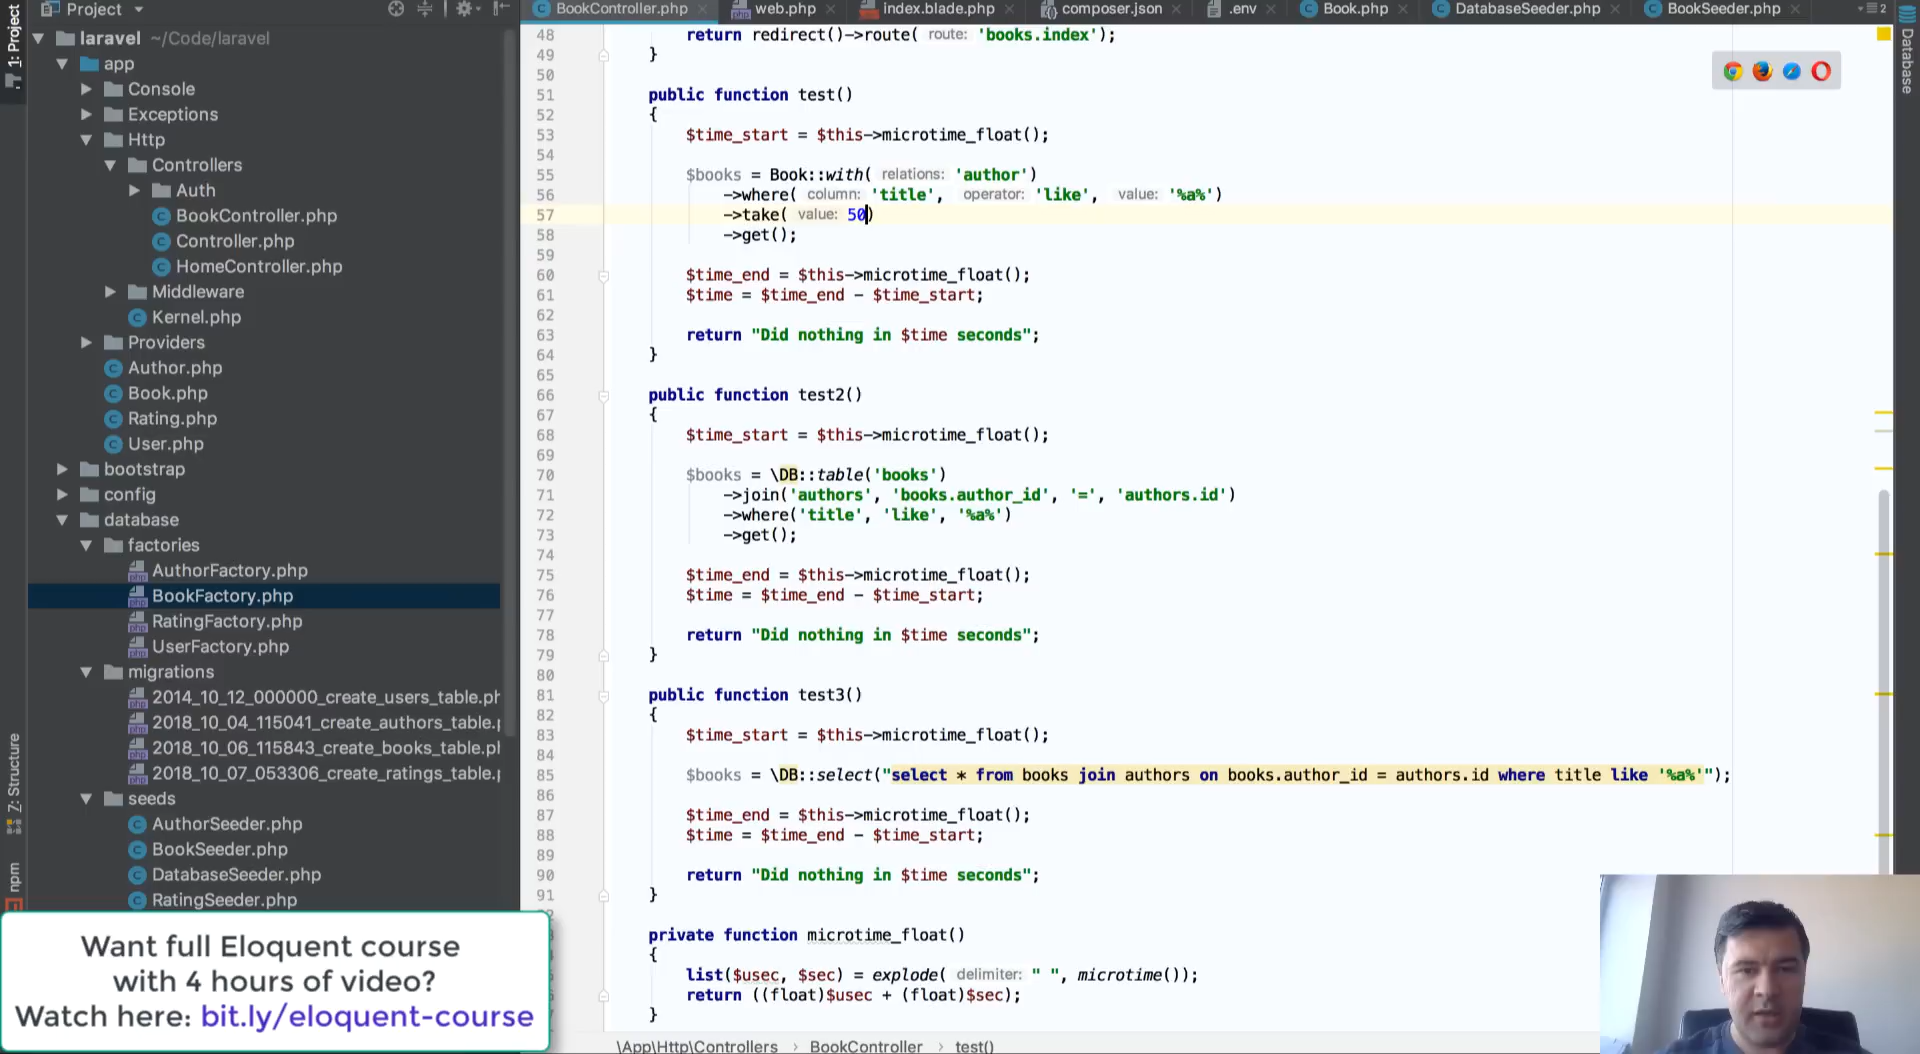 Project
BookController.php
web.php
index.blade.php
composer.json
.env
Book.php
DatabaseSeeder.php
BookSeeder.php
2
1: Project
7: Structure
npm
Database
laravel ~/Code/laravel
app
Console
Exceptions
Http
Controllers
Auth
BookController.php
Controller.php
HomeController.php
Middleware
Kernel.php
Providers
Author.php
Book.php
Rating.php
User.php
bootstrap
config
database
factories
AuthorFactory.php
BookFactory.php
RatingFactory.php
UserFactory.php
migrations
2014_10_12_000000_create_users_table.ph
2018_10_04_115041_create_authors_table.p
2018_10_06_115843_create_books_table.ph
2018_10_07_053306_create_ratings_table.p
seeds
AuthorSeeder.php
BookSeeder.php
DatabaseSeeder.php
RatingSeeder.php
48 return redirect()->route( route: 'books.index');
49 }
50
51 public function test()
52 {
53 $time_start = $this->microtime_float();
54
55 $books = Book::with( relations: 'author')
56 ->where( column: 'title', operator: 'like', value: '%a%')
57 ->take( value: 50)
58 ->get();
59
60 $time_end = $this->microtime_float();
61 $time = $time_end - $time_start;
62
63 return "Did nothing in $time seconds";
64 }
65
66 public function test2()
67 {
68 $time_start = $this->microtime_float();
69
70 $books = \DB::table('books')
71 ->join('authors', 'books.author_id', '=', 'authors.id')
72 ->where('title', 'like', '%a%')
73 ->get();
74
75 $time_end = $this->microtime_float();
76 $time = $time_end - $time_start;
77
78 return "Did nothing in $time seconds";
79 }
80
81 public function test3()
82 {
83 $time_start = $this->microtime_float();
84
85 $books = \DB::select("select * from books join authors on books.author_id = authors.id where title like '%a%'");
86
87 $time_end = $this->microtime_float();
88 $time = $time_end - $time_start;
89
90 return "Did nothing in $time seconds";
91 }
private function microtime_float()
{
list($usec, $sec) = explode( delimiter: " ", microtime());
return ((float)$usec + (float)$sec);
}
\App\Http\Controllers › BookController › test()
Want full Eloquent course
with 4 hours of video?
Watch here: bit.ly/eloquent-course